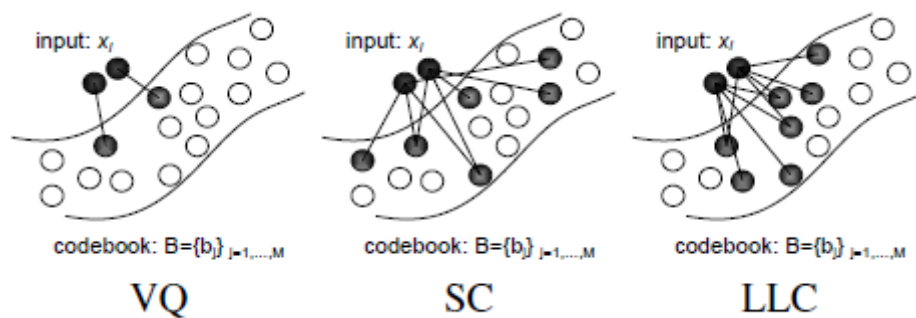 input: xᵢ
input: xᵢ
input: xᵢ
codebook: B={bⱼ} ⱼ₌₁,...,M
codebook: B={bⱼ} ⱼ₌₁,...,M
codebook: B={bⱼ} ⱼ₌₁,...,M
VQ
SC
LLC